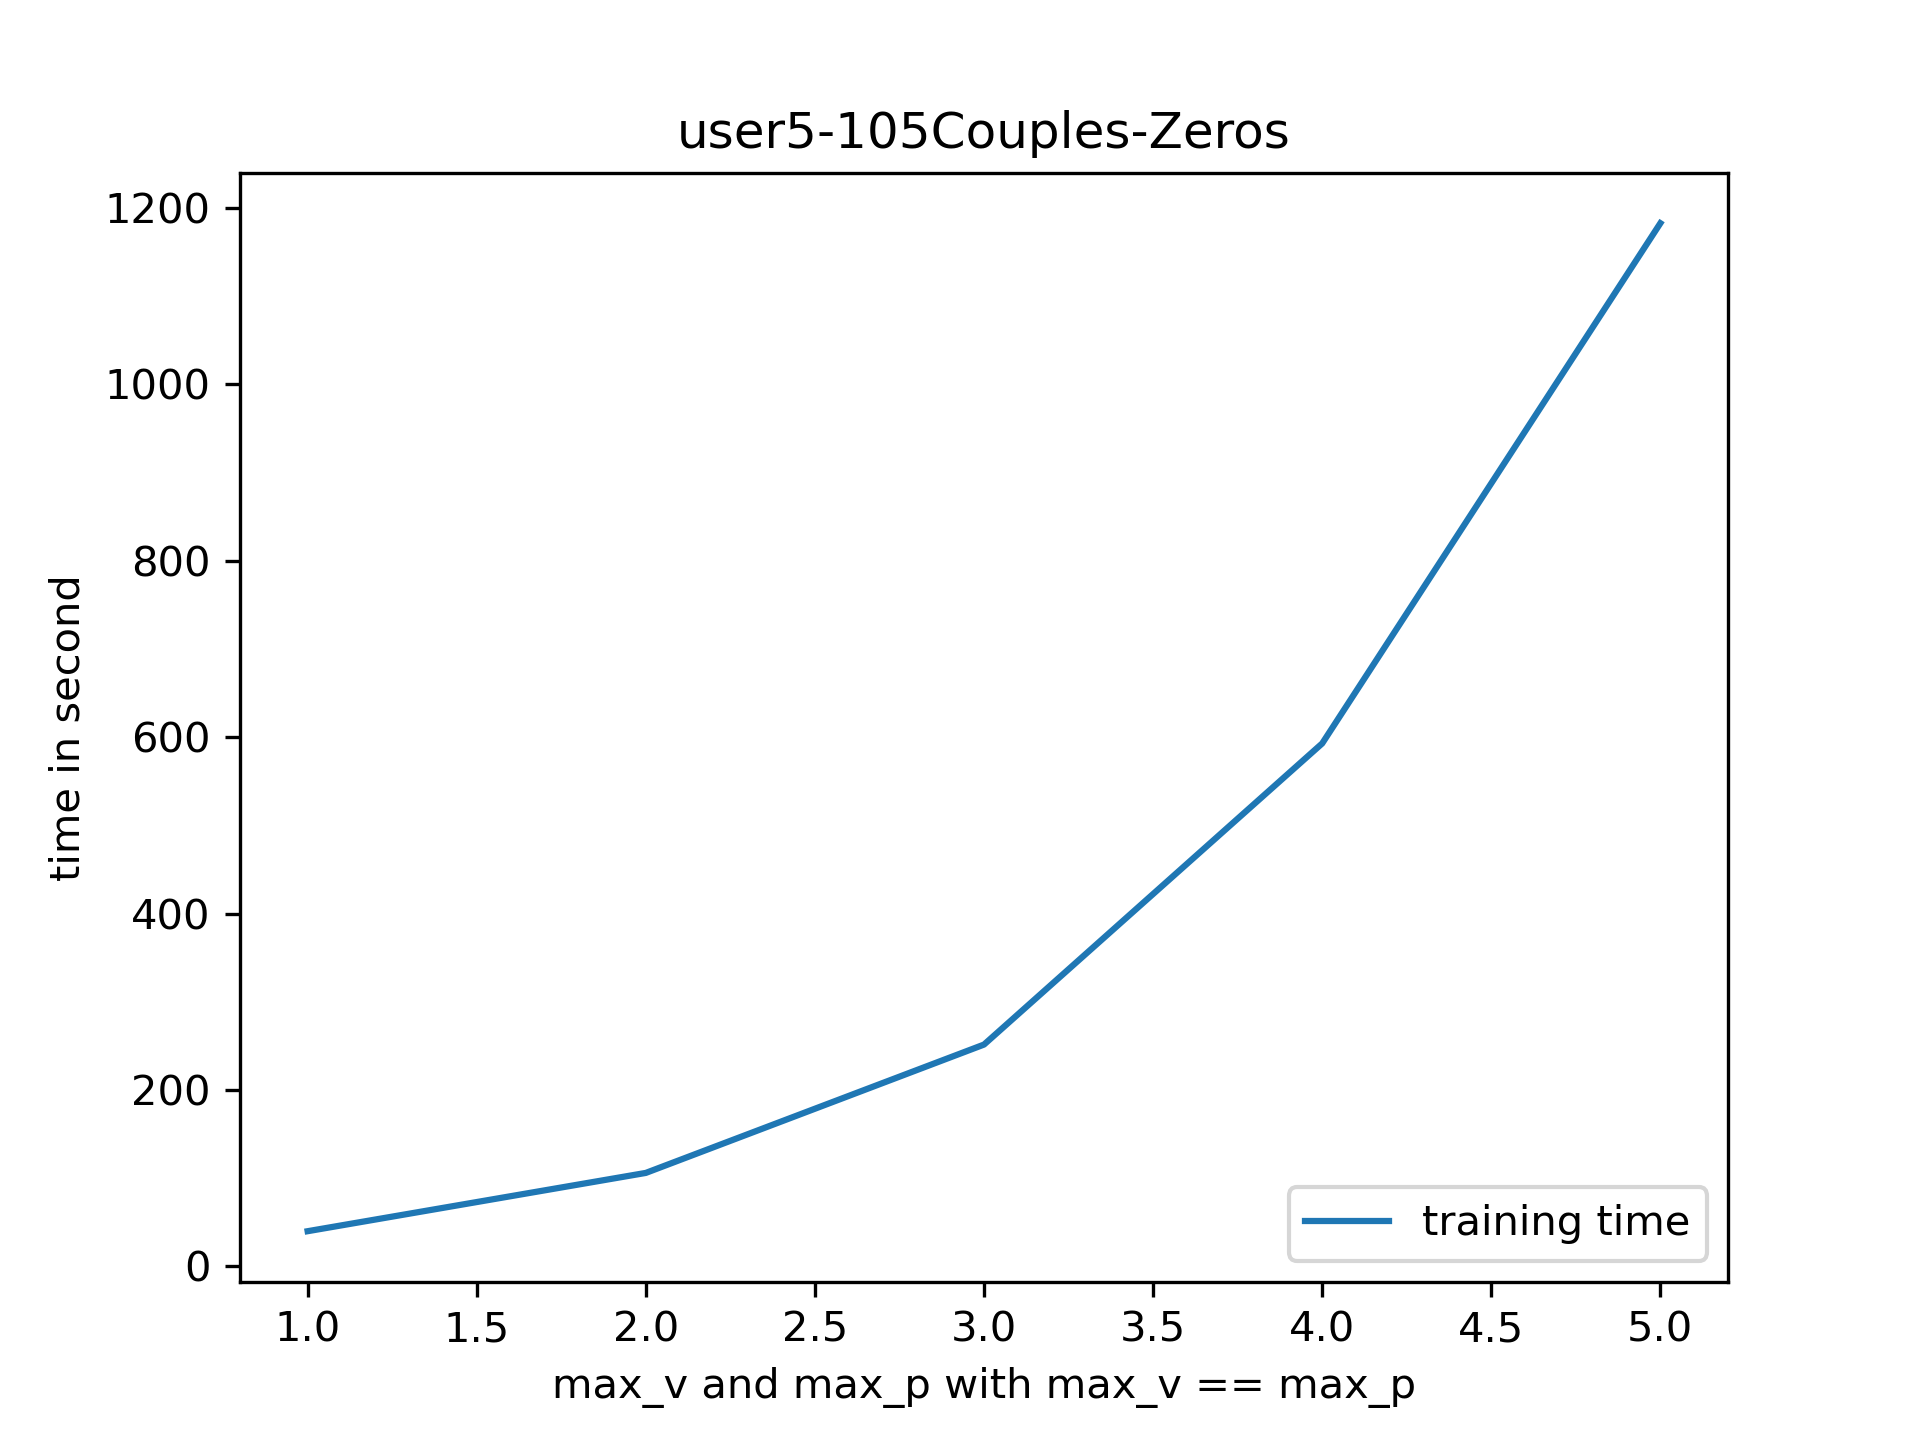 user5-105Couples-Zeros
1200
1000
800
600
400
200
0
time in second
training time
1.0 1.5 2.0 2.5 3.0 3.5 4.0 4.5 5.0
max_v and max_p with max_v == max_p